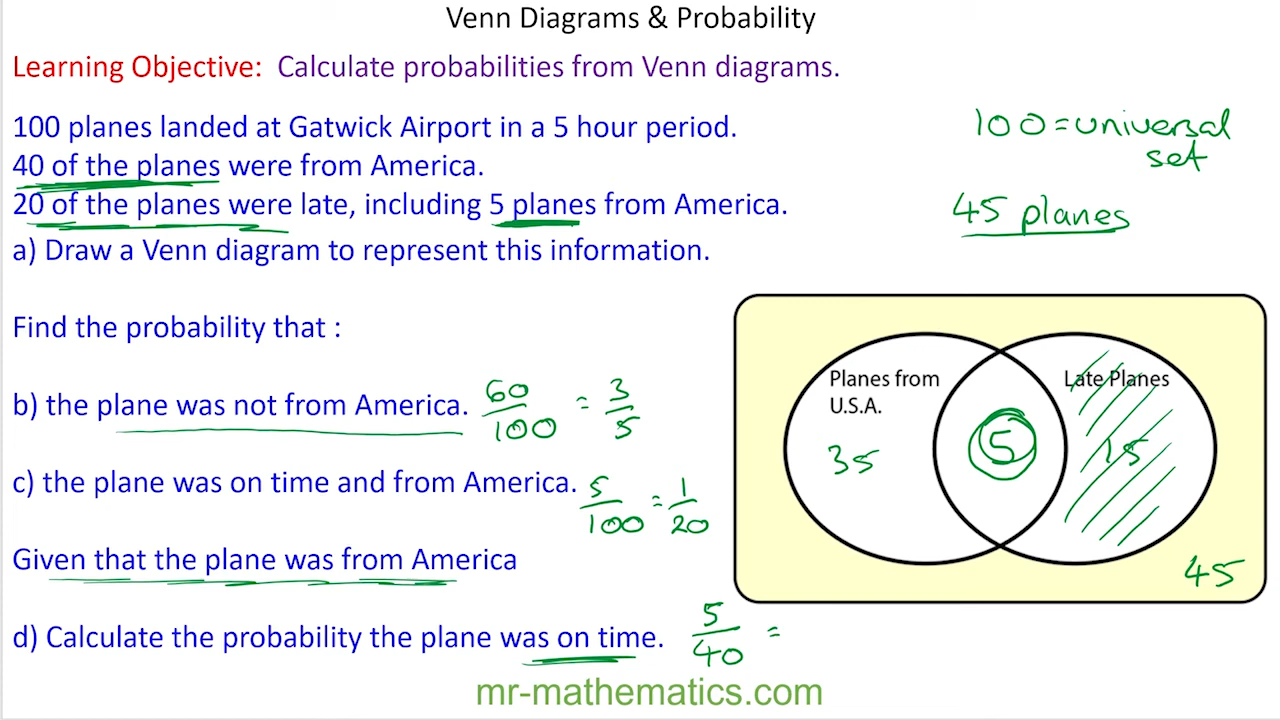 Venn Diagrams & Probability
Learning Objective: Calculate probabilities from Venn diagrams.
100 planes landed at Gatwick Airport in a 5 hour period.
40 of the planes were from America.
20 of the planes were late, including 5 planes from America.
a) Draw a Venn diagram to represent this information.
100 = universal
set
45 planes
Find the probability that :
b) the plane was not from America. 60/100 = 3/5
c) the plane was on time and from America. 5/100 = 1/20
Given that the plane was from America
d) Calculate the probability the plane was on time. 5/40 =
Planes from
U.S.A.
35
5
Late Planes
15
45
mr-mathematics.com